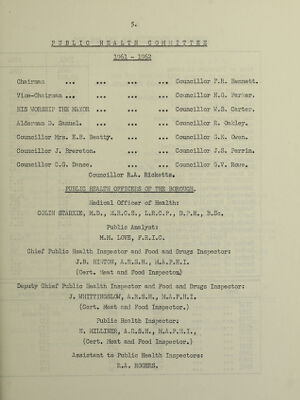 5.
PUBLIC HEALTH COMMITTEE
1961 - 1962
Chairman ... ... ... ... Councillor F.R. Bennett.
Vice-Chairman ... ... ... ... Councillor H.G. Parker.
HIS WORSHIP THE MAYOR ... ... ... Councillor W.S. Carter.
Alderman D. Samuel. ... ... ... Councillor R. Oakley.
Councillor Mrs. E.B. Beatty. ... ... Councillor G.K. Owen.
Councillor J. Brereton. ... ... Councillor J.S. Perrin.
Councillor C.G. Dence. ... ... Councillor G.V. Rowe.
Councillor R.A. Ricketts.
PUBLIC HEALTH OFFICERS OF THE BOROUGH.
Medical Officer of Health:
COLIN STARKIE, M.D., M.R.C.S., L.R.C.P., D.P.H., B.Sc.
Public Analyst:
M.M. LOVE, F.R.I.C.
Chief Public Health Inspector and Food and Drugs Inspector:
J.B. HINTON, A.R.S.H., M.A.P.H.I.
(Cert. Meat and Food Inspector)
Deputy Chief Public Health Inspector and Food and Drugs Inspector:
J. WHITTINGSLOW, A.R.S.H., M.A.P.H.I.
(Cert. Meat and Food Inspector.)
Public Health Inspector:
N. MILLINER, A.R.S.H., M.A.P.H.I.,
(Cert. Meat and Food Inspector.)
Assistant to Public Health Inspectors:
R.A. ROGERS.